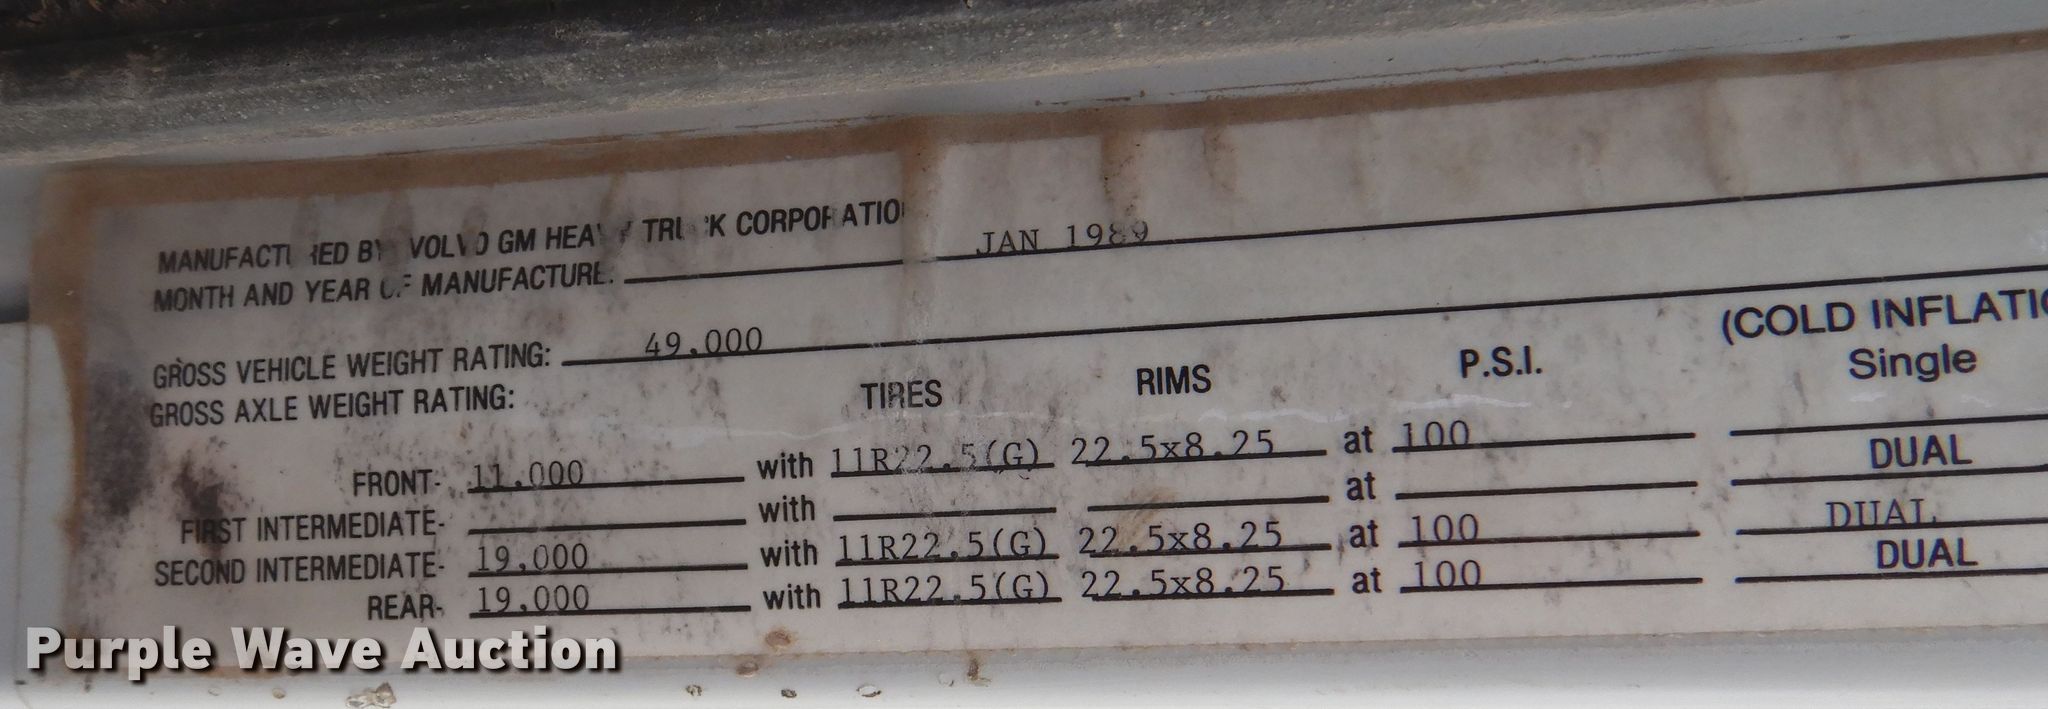 MANUFACTURED BY VOLVO GM HEAVY TRUCK CORPORATIO
MONTH AND YEAR OF MANUFACTURE. JAN 1989
GROSS VEHICLE WEIGHT RATING: 49,000
GROSS AXLE WEIGHT RATING: TIRES RIMS P.S.I. (COLD INFLATIO
Single
FRONT- 11,000 with 11R22.5(G) 22.5x8.25 at 100
FIRST INTERMEDIATE- with at DUAL
SECOND INTERMEDIATE- 19,000 with 11R22.5(G) 22.5x8.25 at 100 DUAL
REAR- 19,000 with 11R22.5(G) 22.5x8.25 at 100 DUAL
Purple Wave Auction